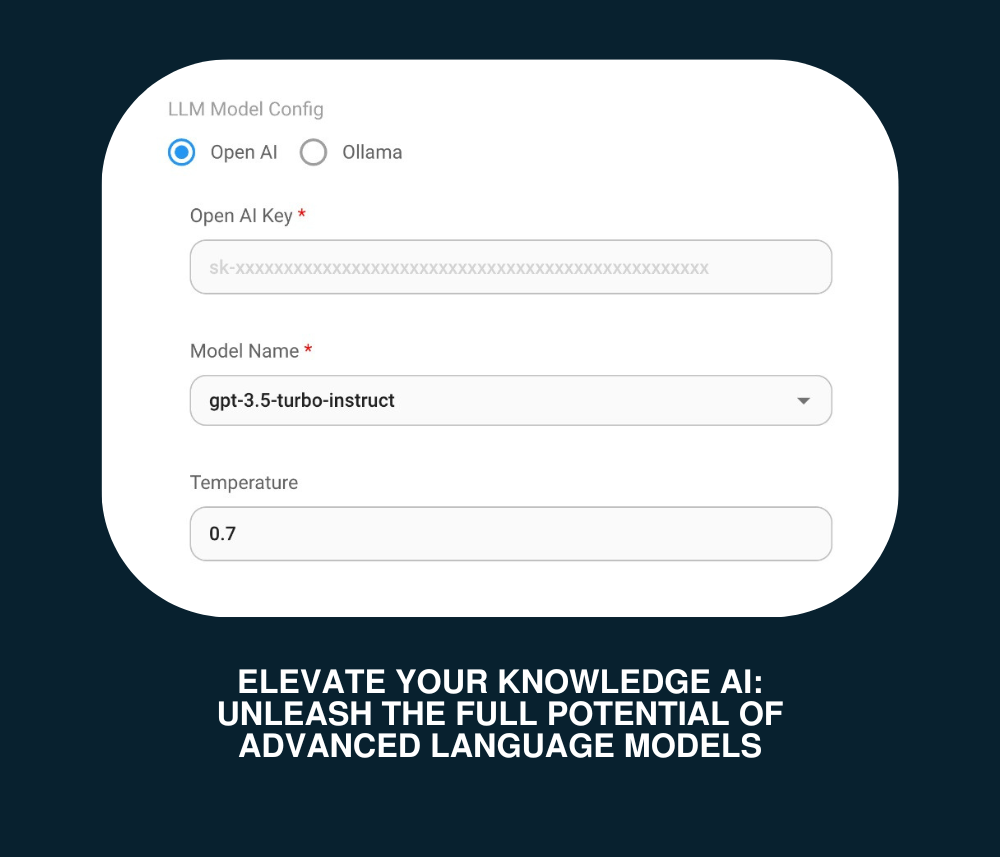 LLM Model Config
Open AI Ollama
Open AI Key *
sk-xxxxxxxxxxxxxxxxxxxxxxxxxxxxxxxxxxxxxxxxxxxxxxxx
Model Name *
gpt-3.5-turbo-instruct
Temperature
0.7
ELEVATE YOUR KNOWLEDGE AI:
UNLEASH THE FULL POTENTIAL OF
ADVANCED LANGUAGE MODELS